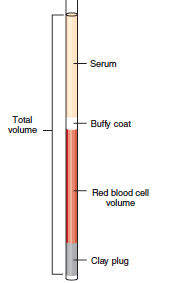 Serum
Total
volume
Buffy coat
Red blood cell
volume
Clay plug